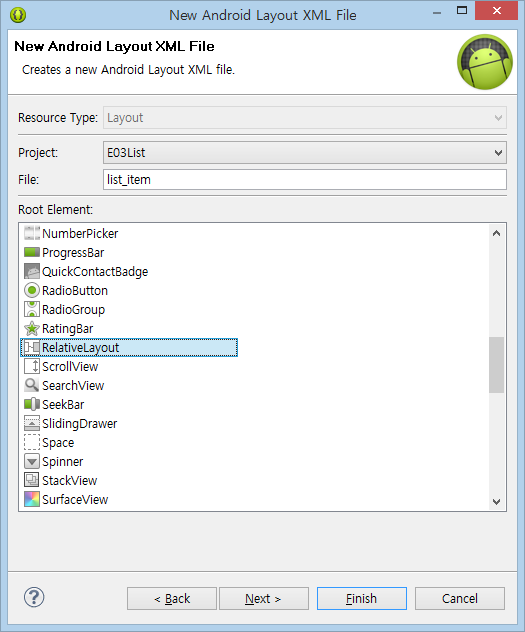 New Android Layout XML File
New Android Layout XML File
Creates a new Android Layout XML file.
Resource Type: Layout
Project: E03List
File: list_item
Root Element:
NumberPicker
ProgressBar
QuickContactBadge
RadioButton
RadioGroup
RatingBar
RelativeLayout
ScrollView
SearchView
SeekBar
SlidingDrawer
Space
Spinner
StackView
SurfaceView
? < Back Next > Finish Cancel